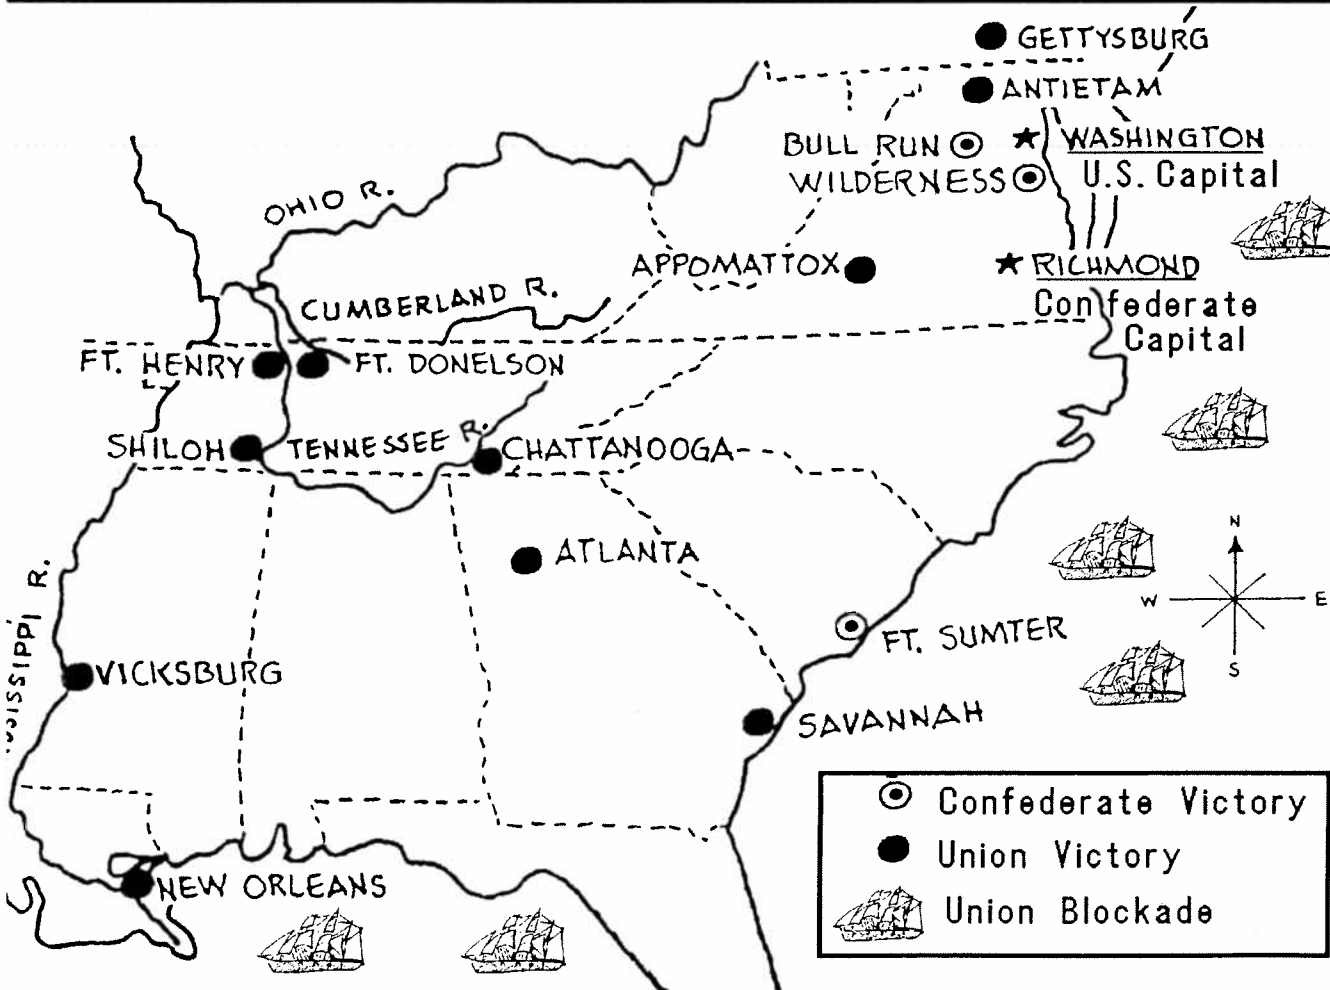 GETTYSBURG
ANTIETAM
BULL RUN
WASHINGTON
U.S. Capital
WILDERNESS
OHIO R.
APPOMATTOX
RICHMOND
Confederate
Capital
CUMBERLAND R.
FT. HENRY
FT. DONELSON
SHILOH
TENNESSEE R.
CHATTANOOGA
ATLANTA
N
W
E
S
FT. SUMTER
SSISSIPPI R.
VICKSBURG
SAVANNAH
NEW ORLEANS
Confederate Victory
Union Victory
Union Blockade